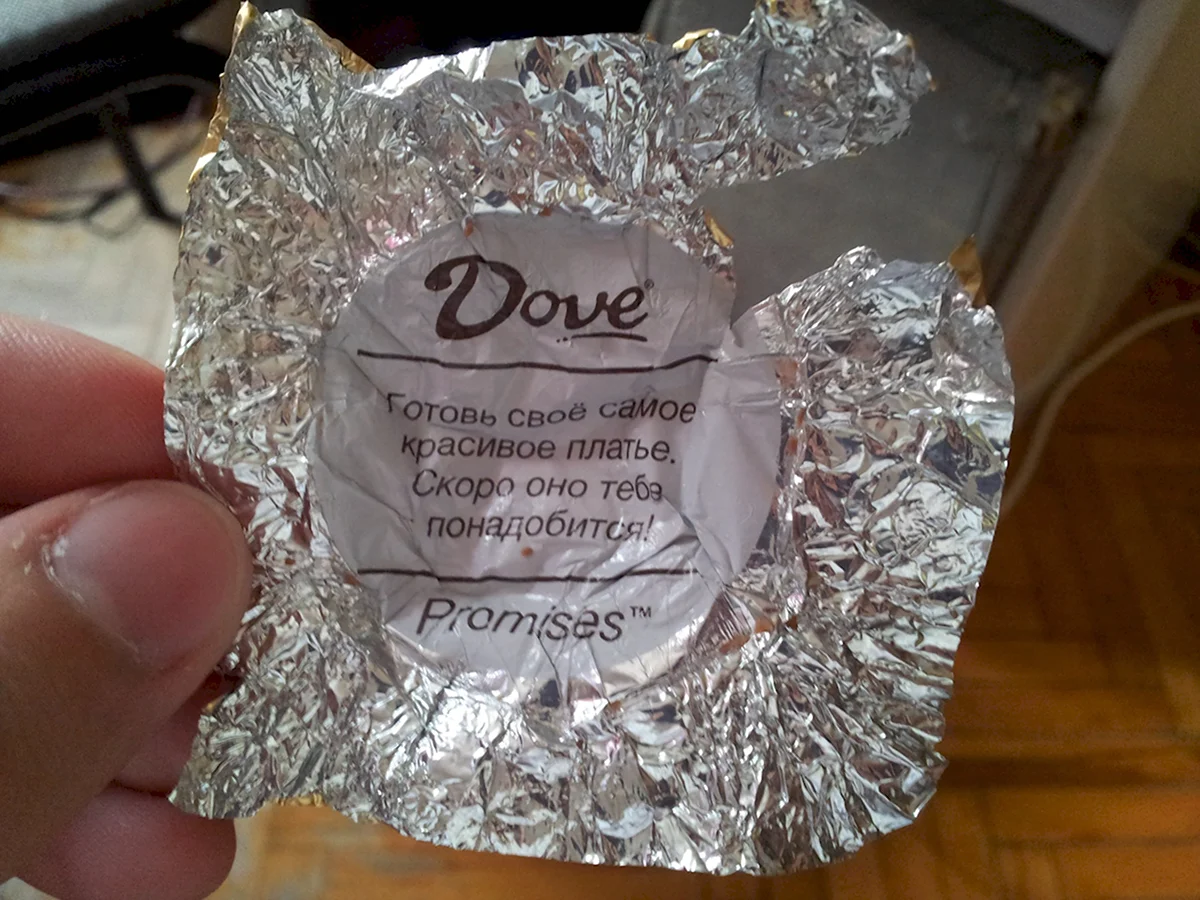 Dove®
Готовь своё самое
красивое платье.
Скоро оно тебе
понадобится!
Promises™